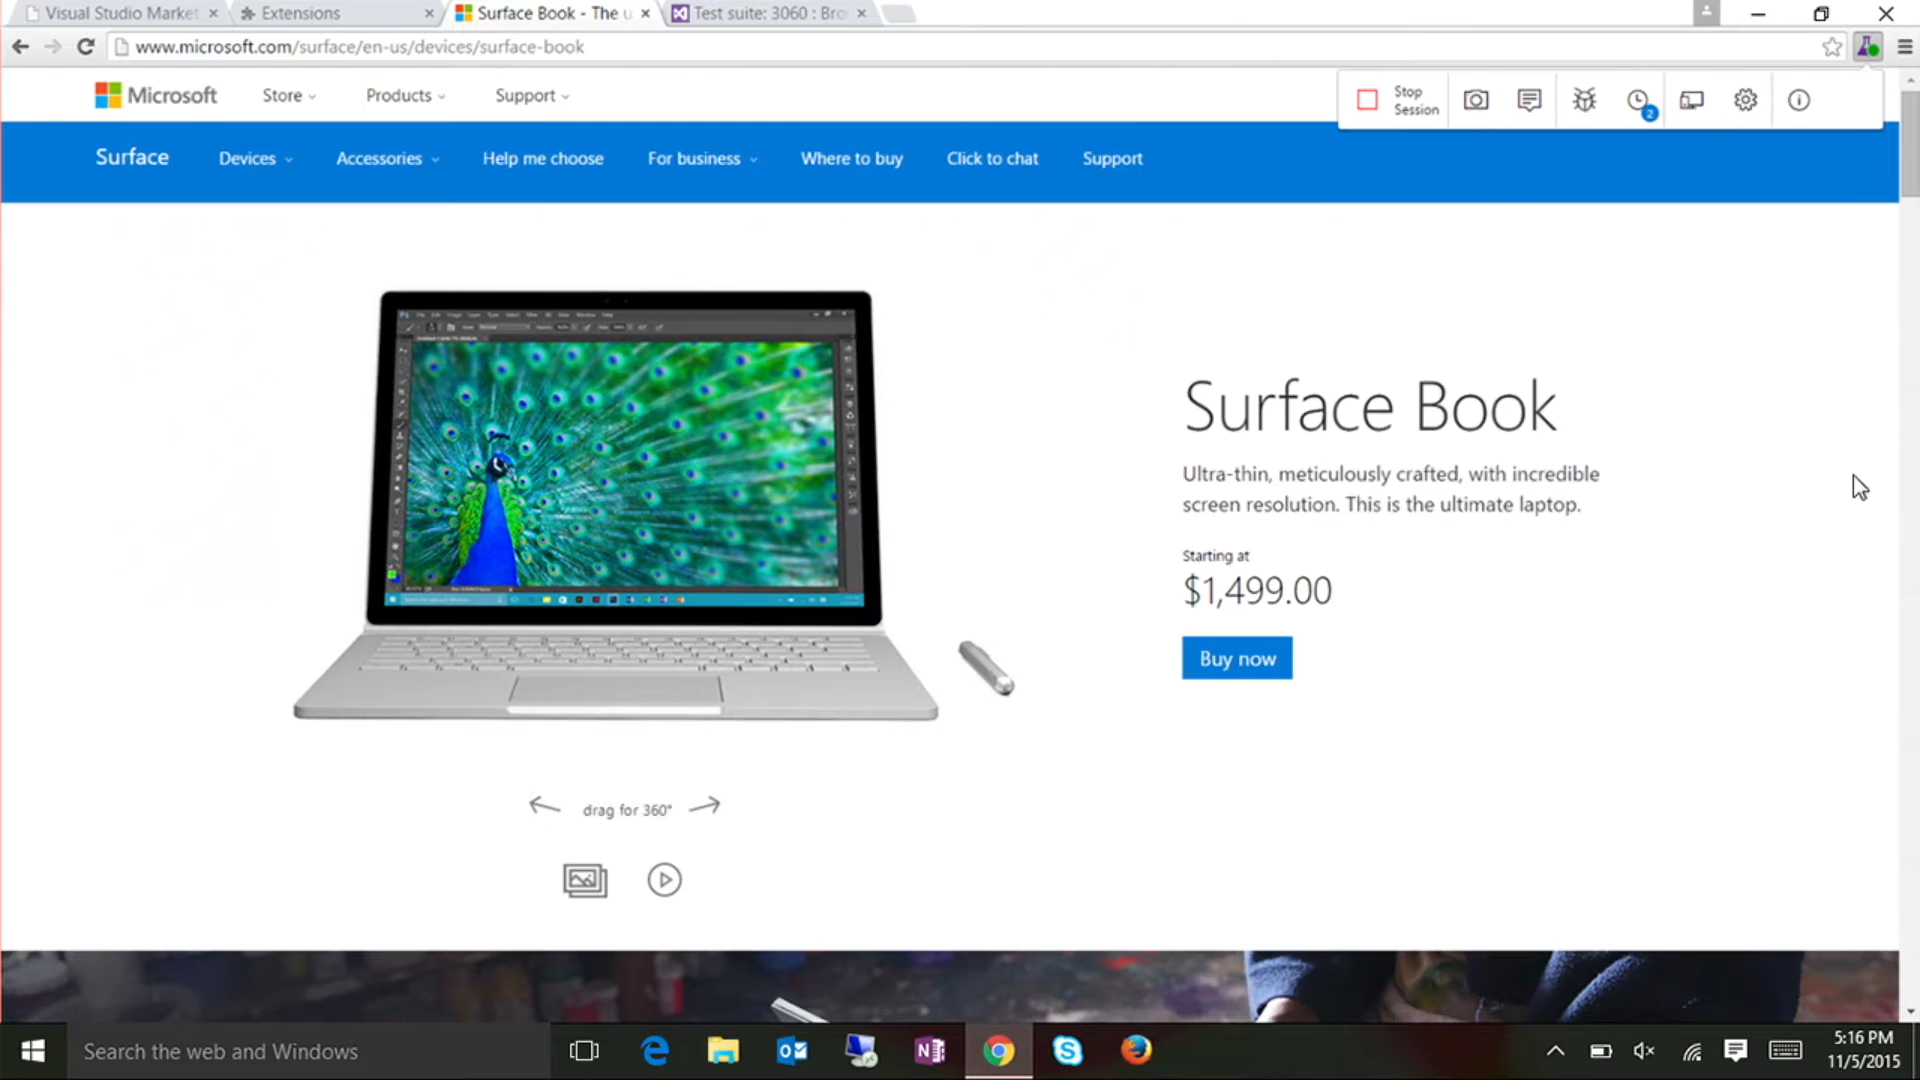 Visual Studio Market
Extensions
Surface Book - The u
Test suite: 3060 : Bro
www.microsoft.com/surface/en-us/devices/surface-book
Microsoft
Store
Products
Support
Stop
Session
2
Surface
Devices
Accessories
Help me choose
For business
Where to buy
Click to chat
Support
Surface Book
Ultra-thin, meticulously crafted, with incredible
screen resolution. This is the ultimate laptop.
Starting at
$1,499.00
Buy now
drag for 360°
Search the web and Windows
5:16 PM
11/5/2015